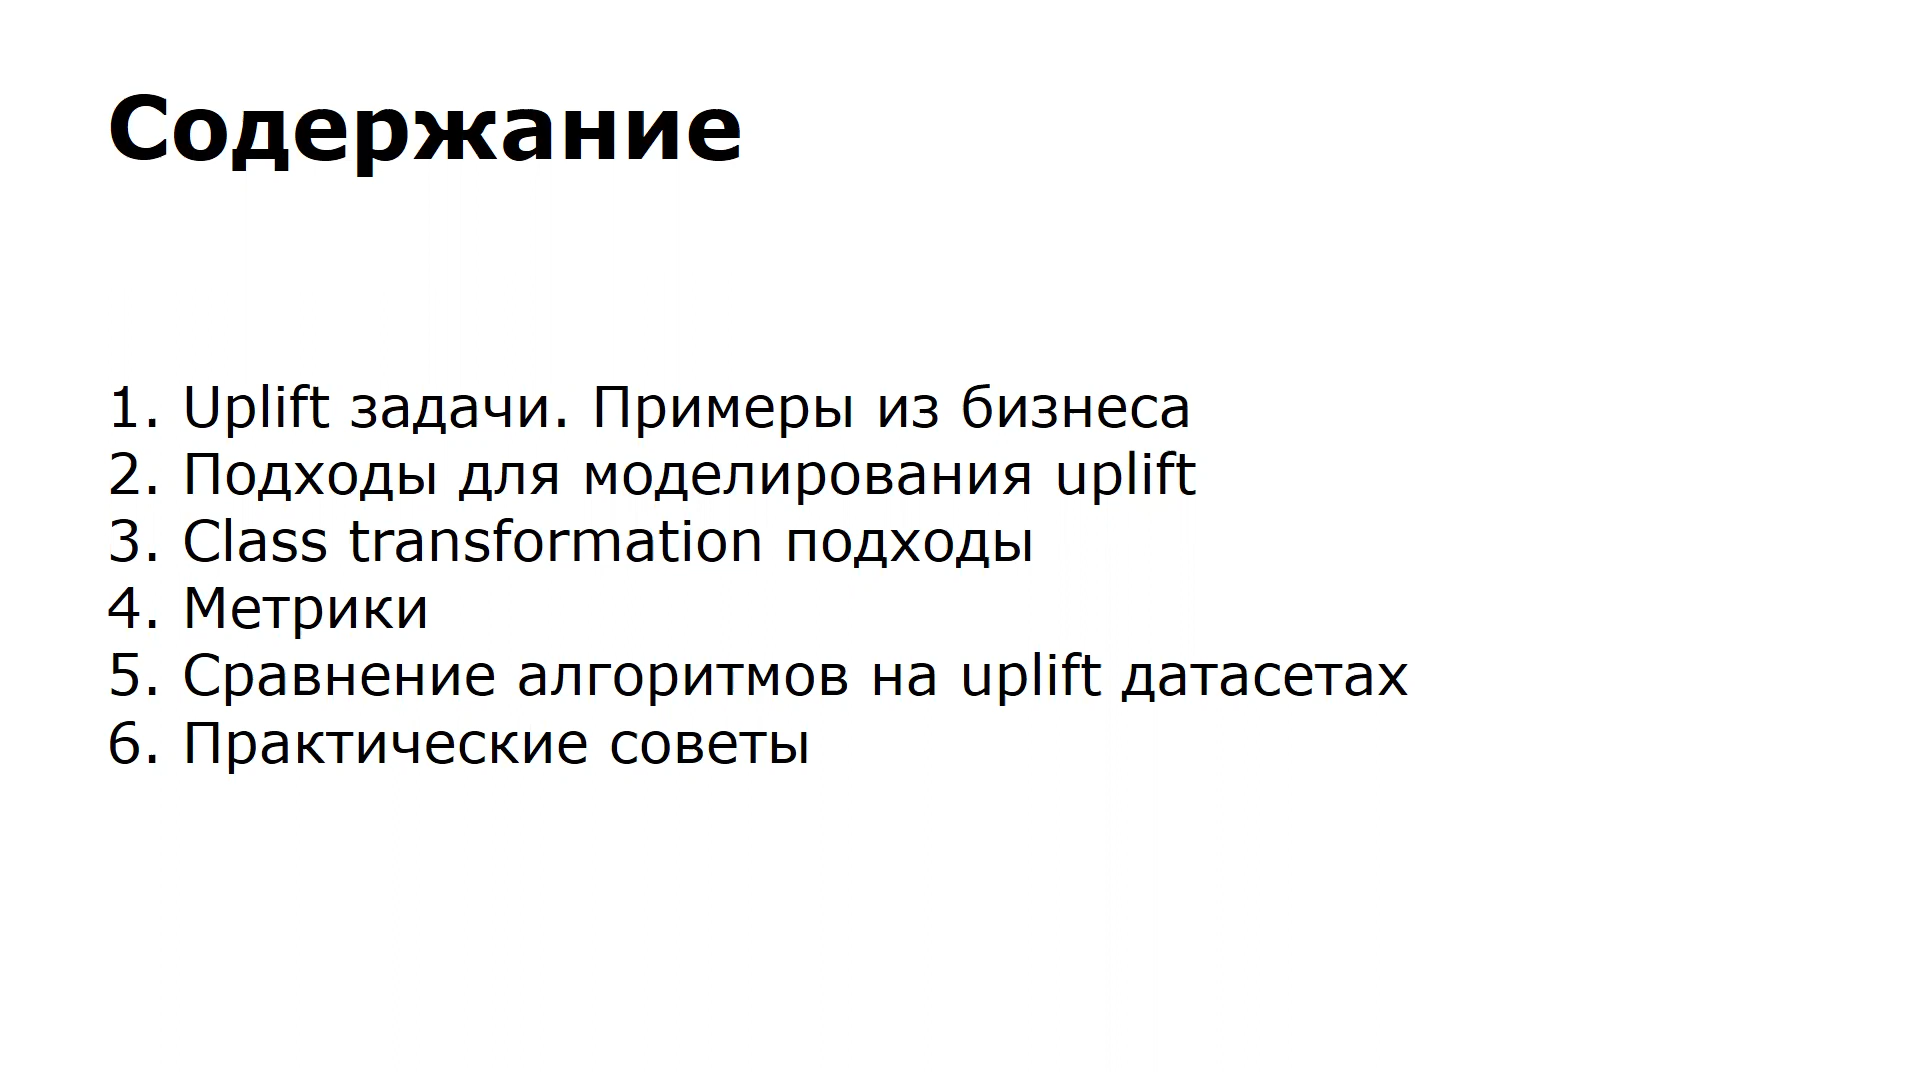 Содержание
1. Uplift задачи. Примеры из бизнеса
2. Подходы для моделирования uplift
3. Class transformation подходы
4. Метрики
5. Сравнение алгоритмов на uplift датасетах
6. Практические советы